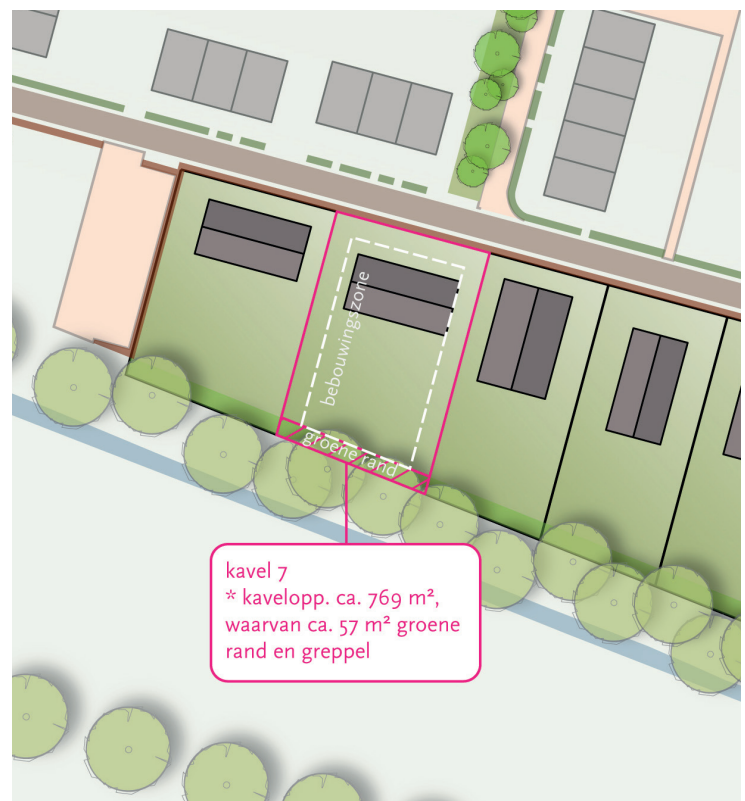 bebouwingszone
groene rand
kavel 7
* kavelopp. ca. 769 m²,
waarvan ca. 57 m² groene
rand en greppel